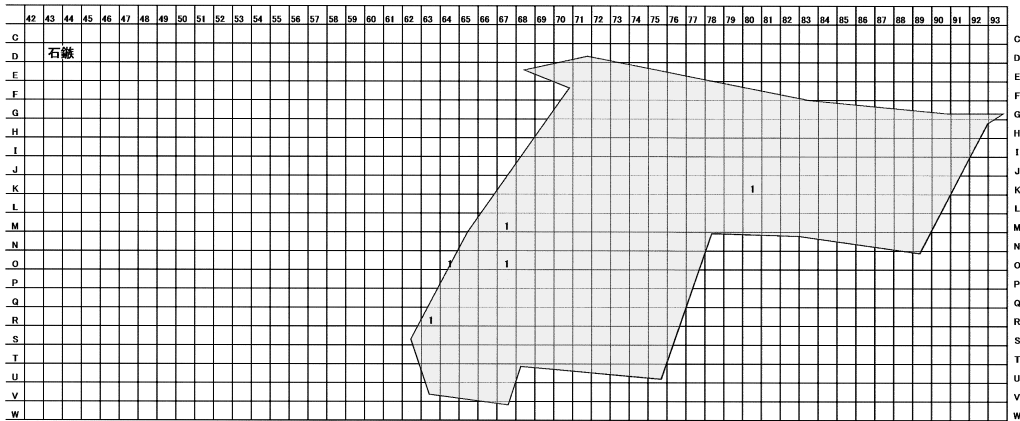 42 43 44 45 46 47 48 49 50 51 52 53 54 55 56 57 58 59 60 61 62 63 64 65 66 67 68 69 70 71 72 73 74 75 76 77 78 79 80 81 82 83 84 85 86 87 88 89 90 91 92 93
C C
D 石鏃 D
E E
F F
G G
H H
I I
J J
K 1 K
L L
M 1 M
N N
O 1 1 O
P P
Q Q
R 1 R
S S
T T
U U
V V
W W